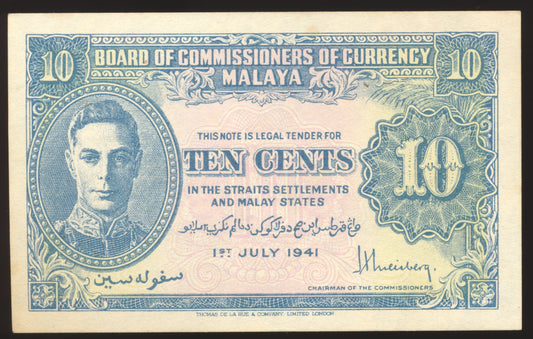 10 BOARD OF COMMISSIONERS OF CURRENCY 10
MALAYA
THIS NOTE IS LEGAL TENDER FOR
TEN CENTS
10
IN THE STRAITS SETTLEMENTS
AND MALAY STATES
1ST JULY 1941
سڤوله سين
CHAIRMAN OF THE COMMISSIONERS
THOMAS DE LA RUE & COMPANY, LIMITED, LONDON